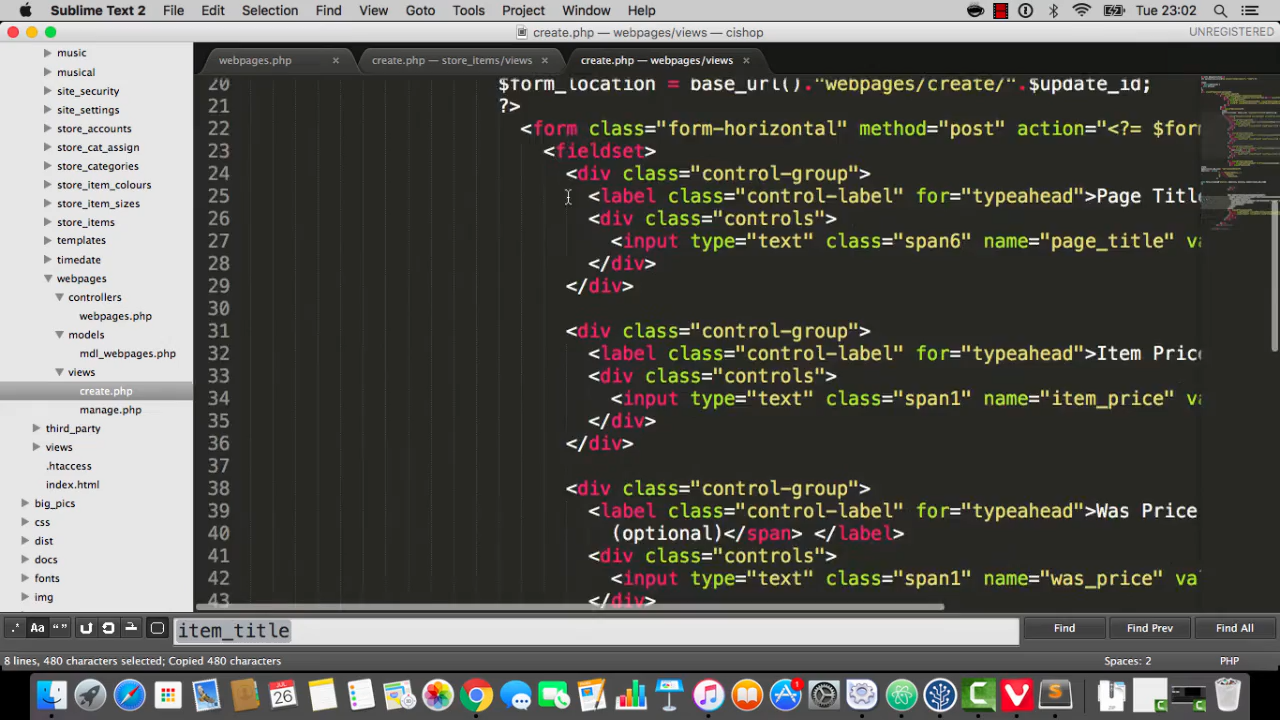 Sublime Text 2 File Edit Selection Find View Goto Tools Project Window Help Tue 23:02
create.php — webpages/views — cishop UNREGISTERED
webpages.php × create.php — store_items/views × create.php — webpages/views ×
music
musical
site_security
site_settings
store_accounts
store_cat_assign
store_categories
store_item_colours
store_item_sizes
store_items
templates
timedate
webpages
controllers
webpages.php
models
mdl_webpages.php
views
create.php
manage.php
third_party
views
.htaccess
index.html
big_pics
css
dist
docs
fonts
img
20 $form_location = base_url()."webpages/create/".$update_id;
21 ?>
22 <form class="form-horizontal" method="post" action="<?= $for
23 <fieldset>
24 <div class="control-group">
25 <label class="control-label" for="typeahead">Page Titl
26 <div class="controls">
27 <input type="text" class="span6" name="page_title" va
28 </div>
29 </div>
30
31 <div class="control-group">
32 <label class="control-label" for="typeahead">Item Pric
33 <div class="controls">
34 <input type="text" class="span1" name="item_price" va
35 </div>
36 </div>
37
38 <div class="control-group">
39 <label class="control-label" for="typeahead">Was Price
40 (optional)</span> </label>
41 <div class="controls">
42 <input type="text" class="span1" name="was_price" va
43 </div>
.* Aa “ ” item_title Find Find Prev Find All
8 lines, 480 characters selected; Copied 480 characters Spaces: 2 PHP